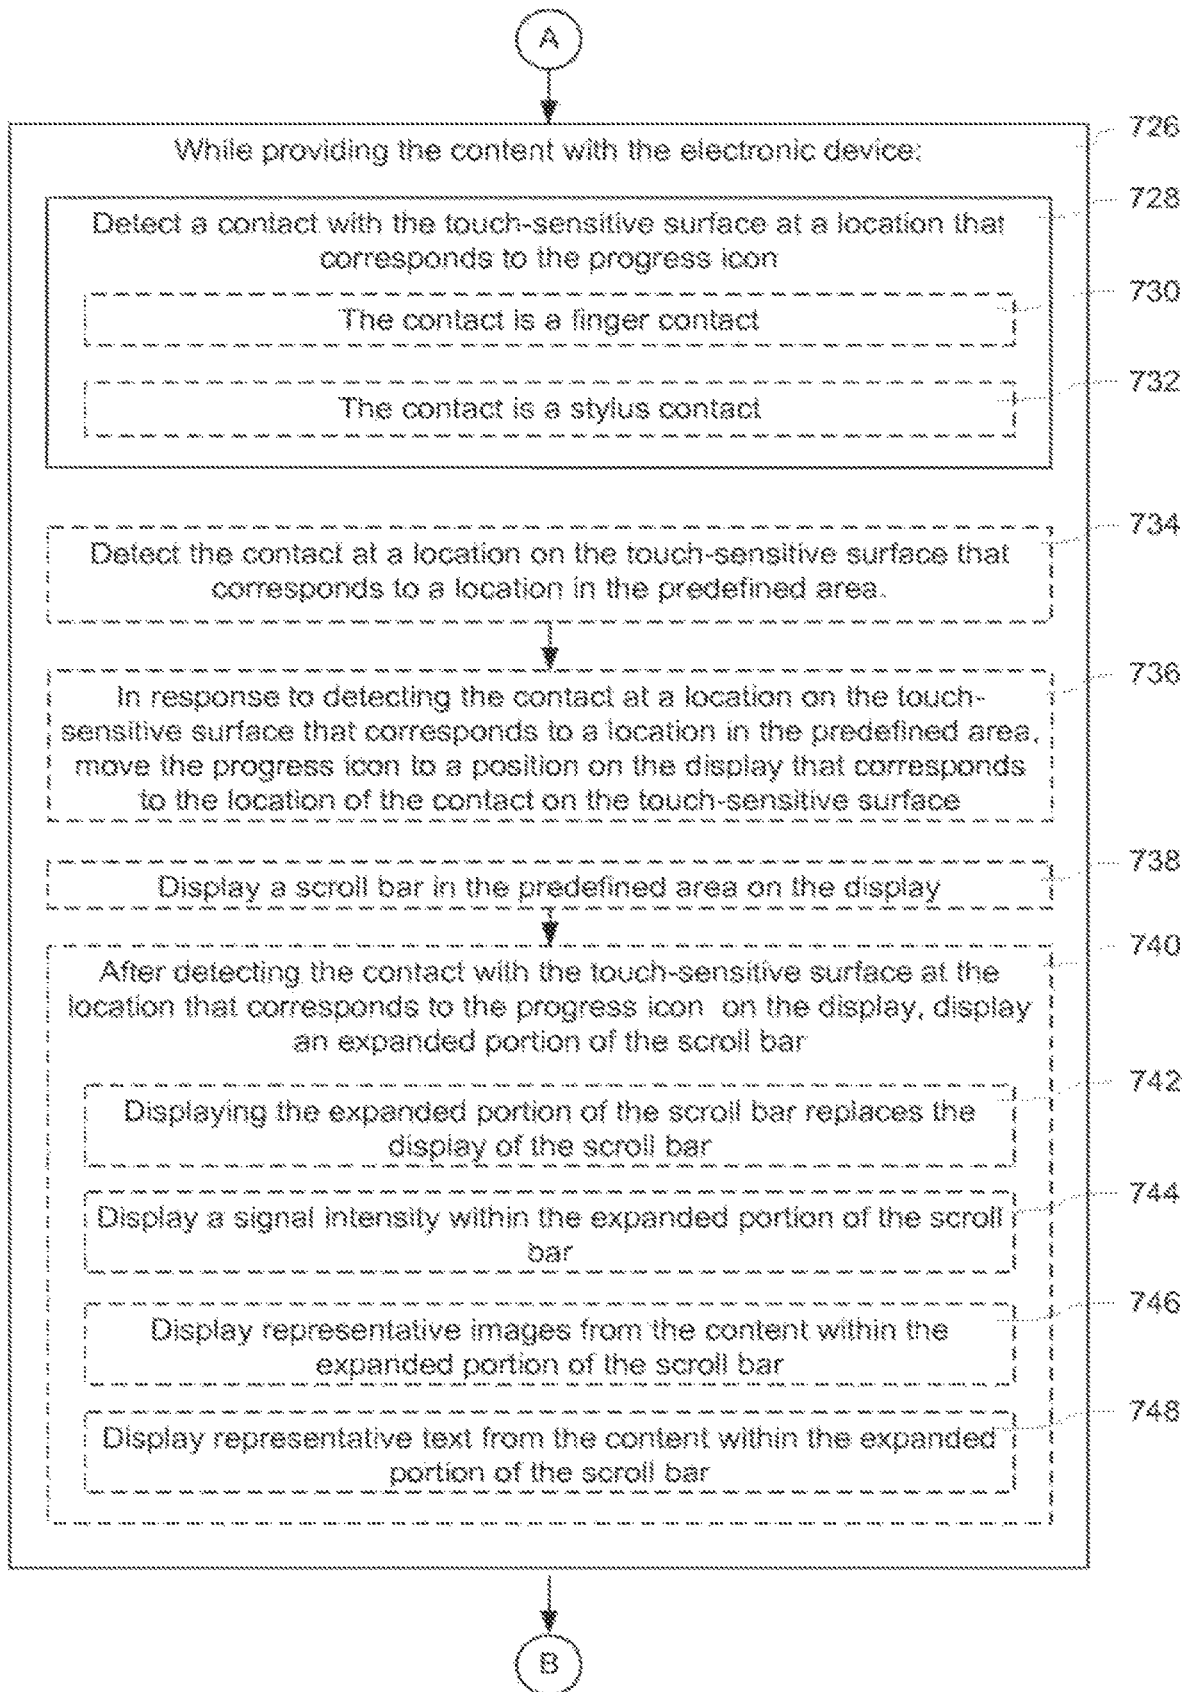 A
While providing the content with the electronic device:
726
Detect a contact with the touch-sensitive surface at a location that
corresponds to the progress icon
728
The contact is a finger contact
730
The contact is a stylus contact
732
Detect the contact at a location on the touch-sensitive surface that
corresponds to a location in the predefined area.
734
In response to detecting the contact at a location on the touch-
sensitive surface that corresponds to a location in the predefined area,
move the progress icon to a position on the display that corresponds
to the location of the contact on the touch-sensitive surface
736
Display a scroll bar in the predefined area on the display
738
After detecting the contact with the touch-sensitive surface at the
location that corresponds to the progress icon on the display, display
an expanded portion of the scroll bar
740
Displaying the expanded portion of the scroll bar replaces the
display of the scroll bar
742
Display a signal intensity within the expanded portion of the scroll
bar
744
Display representative images from the content within the
expanded portion of the scroll bar
746
Display representative text from the content within the expanded
portion of the scroll bar
748
B